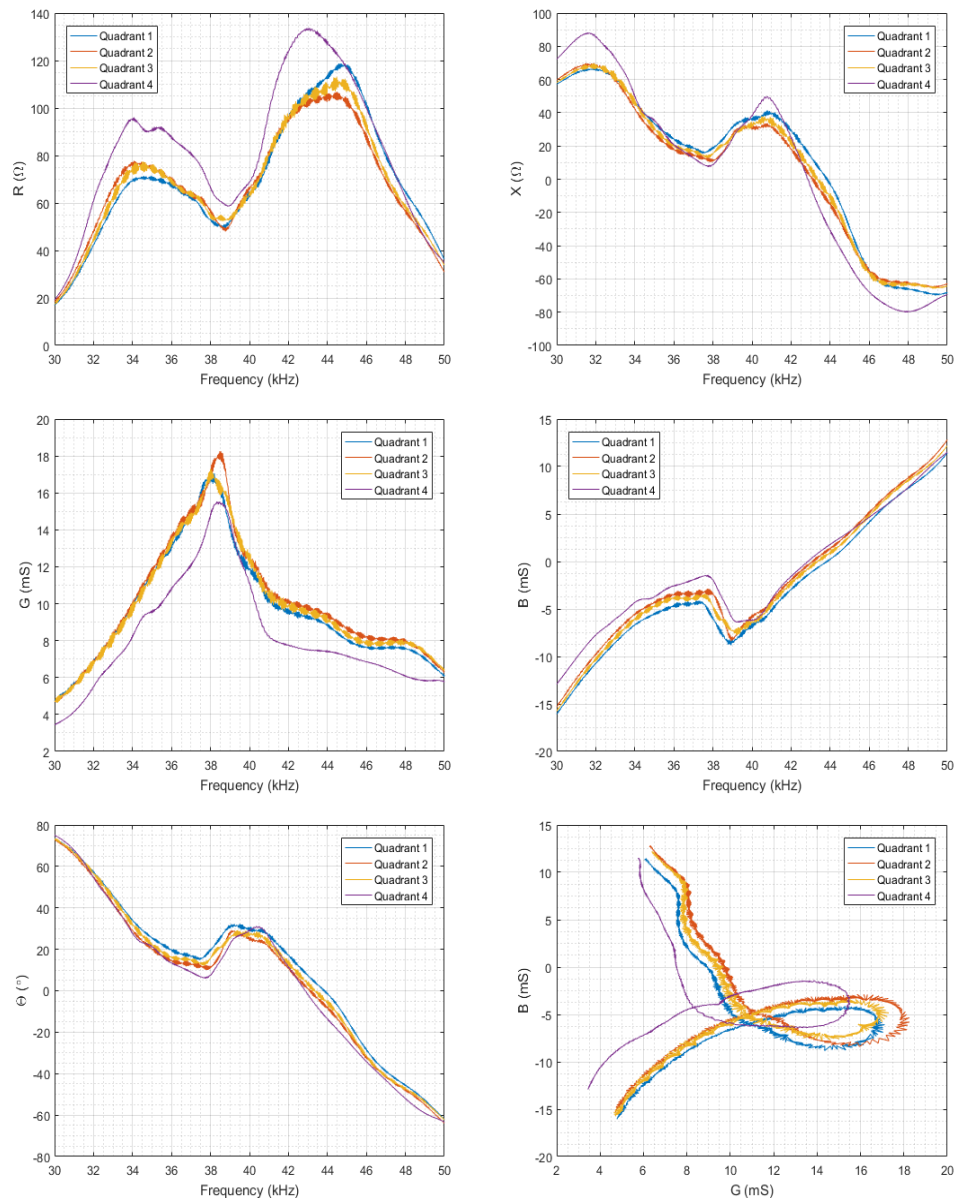 Quadrant 1
Quadrant 2
Quadrant 3
Quadrant 4
R (Ω)
140
120
100
80
60
40
20
0
30 32 34 36 38 40 42 44 46 48 50
Frequency (kHz)
Quadrant 1
Quadrant 2
Quadrant 3
Quadrant 4
X (Ω)
100
80
60
40
20
0
-20
-40
-60
-80
-100
30 32 34 36 38 40 42 44 46 48 50
Frequency (kHz)
Quadrant 1
Quadrant 2
Quadrant 3
Quadrant 4
G (mS)
20
18
16
14
12
10
8
6
4
2
30 32 34 36 38 40 42 44 46 48 50
Frequency (kHz)
Quadrant 1
Quadrant 2
Quadrant 3
Quadrant 4
B (mS)
15
10
5
0
-5
-10
-15
-20
30 32 34 36 38 40 42 44 46 48 50
Frequency (kHz)
Quadrant 1
Quadrant 2
Quadrant 3
Quadrant 4
Θ (°)
80
60
40
20
0
-20
-40
-60
-80
30 32 34 36 38 40 42 44 46 48 50
Frequency (kHz)
Quadrant 1
Quadrant 2
Quadrant 3
Quadrant 4
B (mS)
15
10
5
0
-5
-10
-15
-20
2 4 6 8 10 12 14 16 18 20
G (mS)